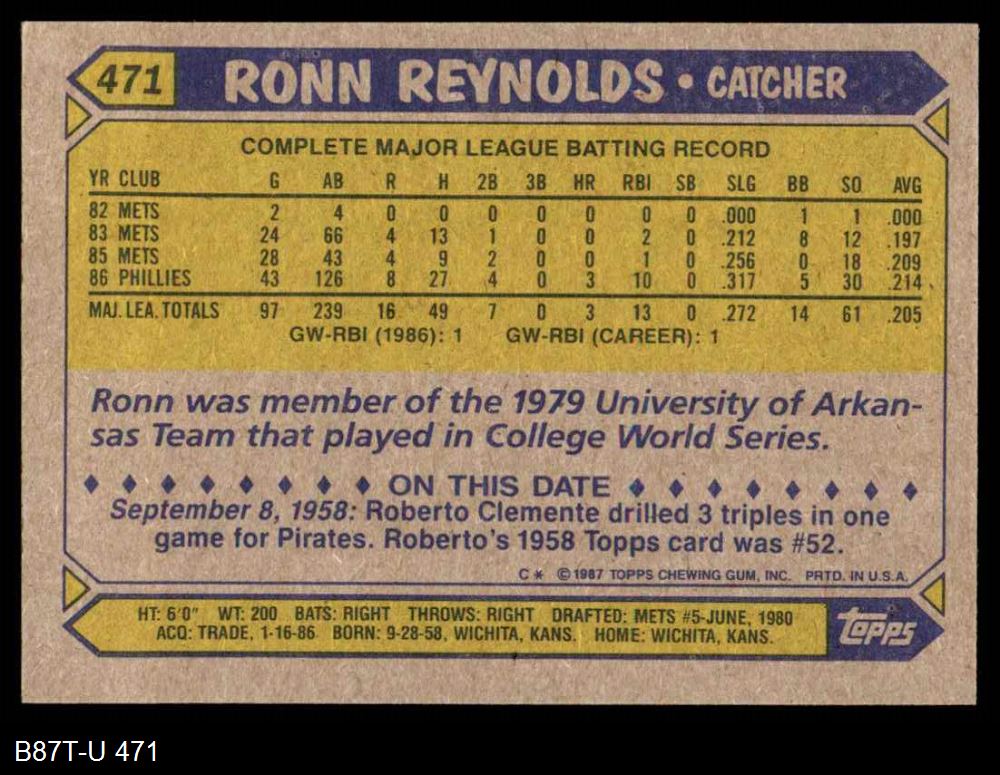 471 RONN REYNOLDS • CATCHER
COMPLETE MAJOR LEAGUE BATTING RECORD
YR CLUB G AB R H 2B 3B HR RBI SB SLG BB SO AVG
82 METS 2 4 0 0 0 0 0 0 0 .000 1 1 .000
83 METS 24 66 4 13 1 0 0 2 0 .212 8 12 .197
85 METS 28 43 4 9 2 0 0 1 0 .256 0 18 .209
86 PHILLIES 43 126 8 27 4 0 3 10 0 .317 5 30 .214
MAJ. LEA. TOTALS 97 239 16 49 7 0 3 13 0 .272 14 61 .205
GW-RBI (1986): 1 GW-RBI (CAREER): 1
Ronn was member of the 1979 University of Arkan-
sas Team that played in College World Series.
♦ ♦ ♦ ♦ ♦ ♦ ♦ ♦ ON THIS DATE ♦ ♦ ♦ ♦ ♦ ♦ ♦ ♦
September 8, 1958: Roberto Clemente drilled 3 triples in one
game for Pirates. Roberto's 1958 Topps card was #52.
C * © 1987 TOPPS CHEWING GUM, INC. PRTD. IN U.S.A.
HT: 6'0" WT: 200 BATS: RIGHT THROWS: RIGHT DRAFTED: METS #5-JUNE, 1980
ACQ: TRADE, 1-16-86 BORN: 9-28-58, WICHITA, KANS. HOME: WICHITA, KANS.
topps
B87T-U 471